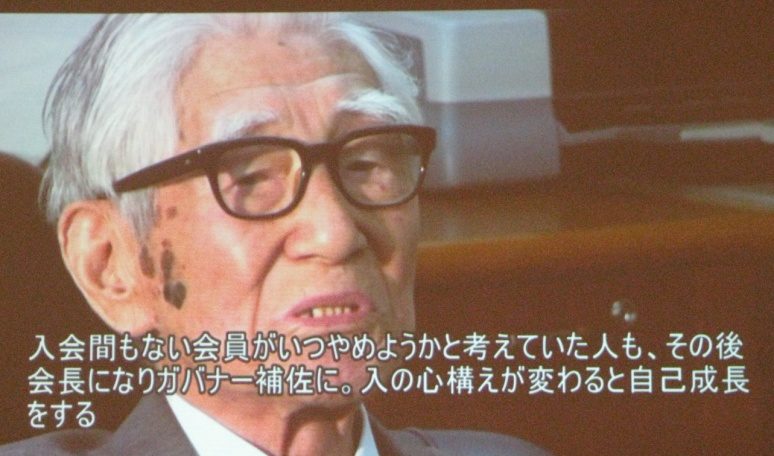 入会間もない会員がいつやめようかと考えていた人も、その後
会長になりガバナー補佐に。入の心構えが変わると自己成長
をする